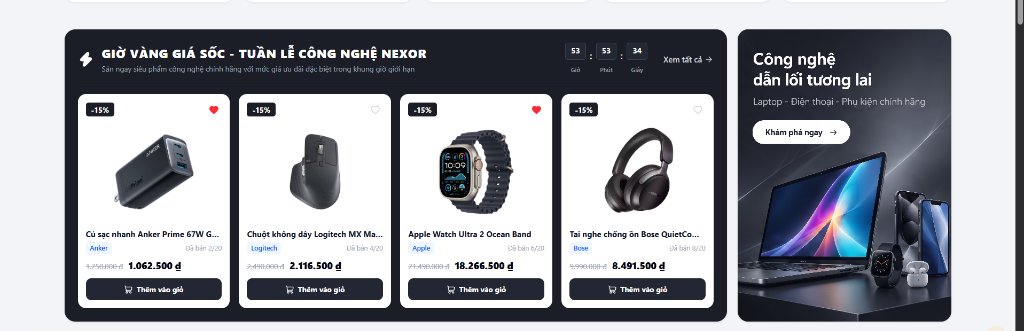 GIỜ VÀNG GIÁ SỐC - TUẦN LỄ CÔNG NGHỆ NEXOR
Săn ngay siêu phẩm công nghệ chính hãng với mức giá ưu đãi đặc biệt trong khung giờ giới hạn
53 : 53 : 34
Giờ Phút Giây
Xem tất cả →
-15%
ANKER
Prime
Củ sạc nhanh Anker Prime 67W G...
Anker
Đã bán 2/20
1.250.000 đ 1.062.500 ₫
Thêm vào giỏ
-15%
Chuột không dây Logitech MX Ma...
Logitech
Đã bán 4/20
2.490.000 đ 2.116.500 ₫
Thêm vào giỏ
-15%
Apple Watch Ultra 2 Ocean Band
Apple
Đã bán 6/20
21.490.000 đ 18.266.500 ₫
Thêm vào giỏ
-15%
Tai nghe chống ồn Bose QuietCo...
Bose
Đã bán 8/20
9.990.000 đ 8.491.500 ₫
Thêm vào giỏ
Công nghệ
dẫn lối tương lai
Laptop - Điện thoại - Phụ kiện chính hãng
Khám phá ngay →